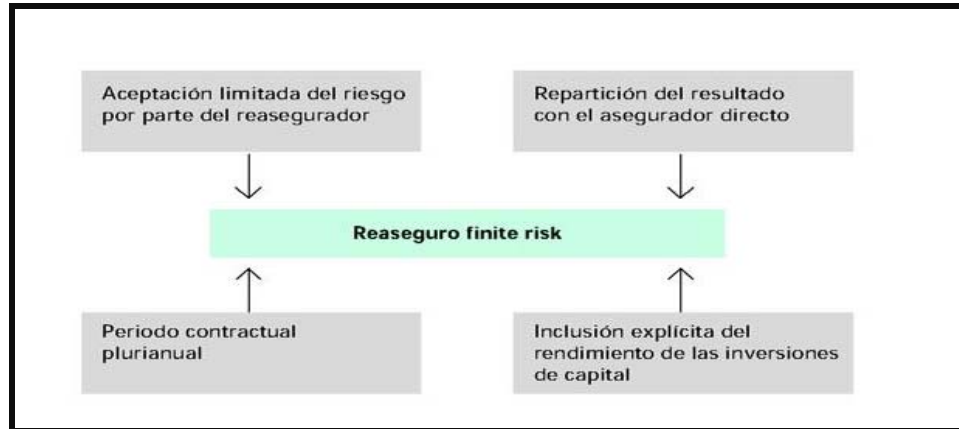 Aceptación limitada del riesgo
por parte del reasegurador
Repartición del resultado
con el asegurador directo
Reaseguro finite risk
Periodo contractual
plurianual
Inclusión explícita del
rendimiento de las inversiones
de capital